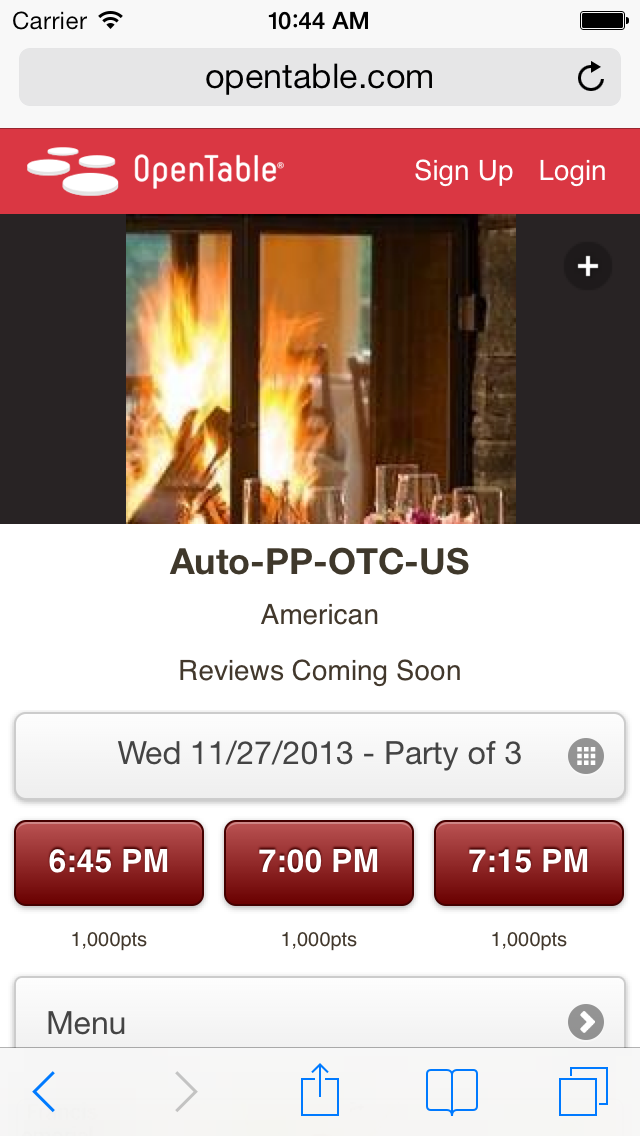 Carrier 10:44 AM
opentable.com
OpenTable® Sign Up Login
+
Auto-PP-OTC-US
American
Reviews Coming Soon
Wed 11/27/2013 - Party of 3
6:45 PM 7:00 PM 7:15 PM
1,000pts 1,000pts 1,000pts
Menu